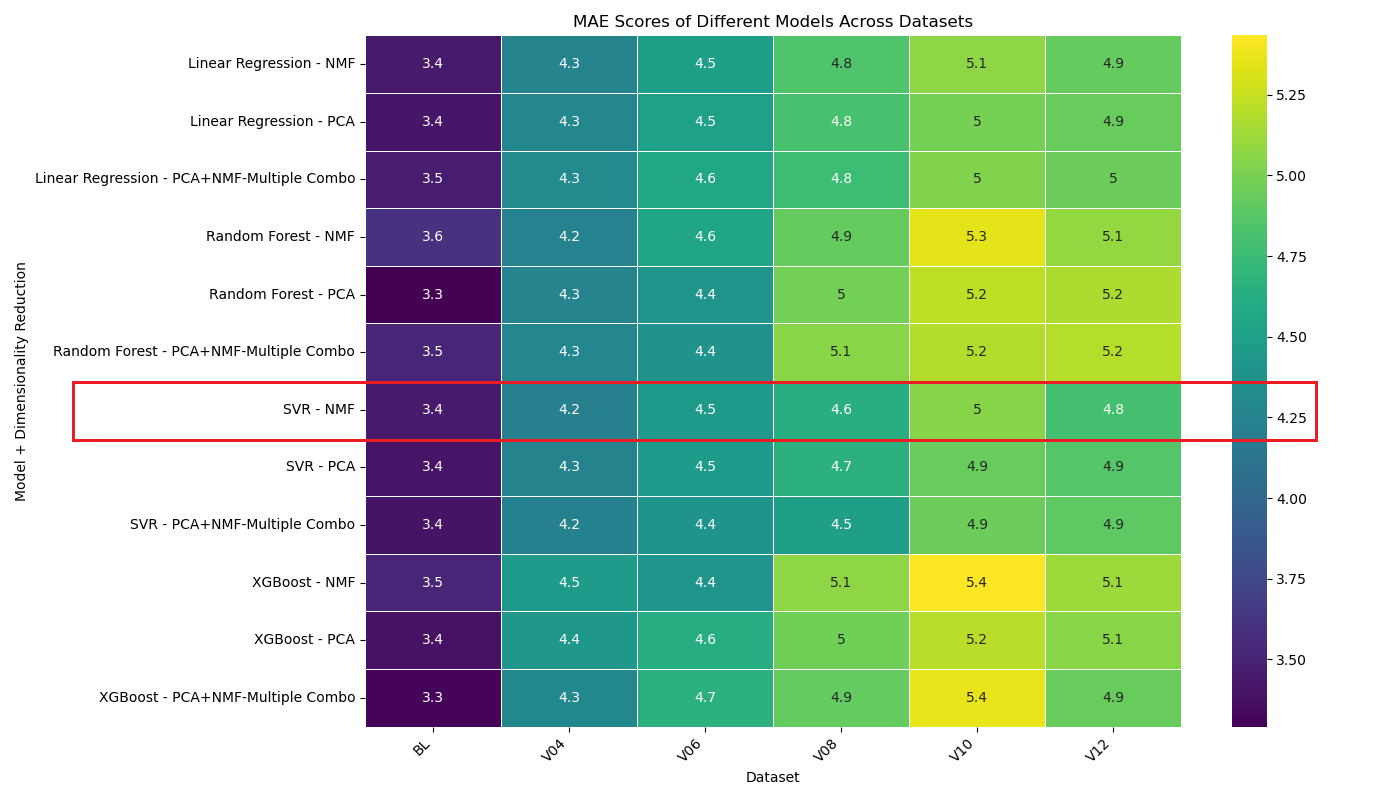 MAE Scores of Different Models Across Datasets
Model + Dimensionality Reduction
Linear Regression - NMF 3.4 4.3 4.5 4.8 5.1 4.9
Linear Regression - PCA 3.4 4.3 4.5 4.8 5 4.9
Linear Regression - PCA+NMF-Multiple Combo 3.5 4.3 4.6 4.8 5 5
Random Forest - NMF 3.6 4.2 4.6 4.9 5.3 5.1
Random Forest - PCA 3.3 4.3 4.4 5 5.2 5.2
Random Forest - PCA+NMF-Multiple Combo 3.5 4.3 4.4 5.1 5.2 5.2
SVR - NMF 3.4 4.2 4.5 4.6 5 4.8
SVR - PCA 3.4 4.3 4.5 4.7 4.9 4.9
SVR - PCA+NMF-Multiple Combo 3.4 4.2 4.4 4.5 4.9 4.9
XGBoost - NMF 3.5 4.5 4.4 5.1 5.4 5.1
XGBoost - PCA 3.4 4.4 4.6 5 5.2 5.1
XGBoost - PCA+NMF-Multiple Combo 3.3 4.3 4.7 4.9 5.4 4.9
BL V04 V06 V08 V10 V12
Dataset
5.25
5.00
4.75
4.50
4.25
4.00
3.75
3.50